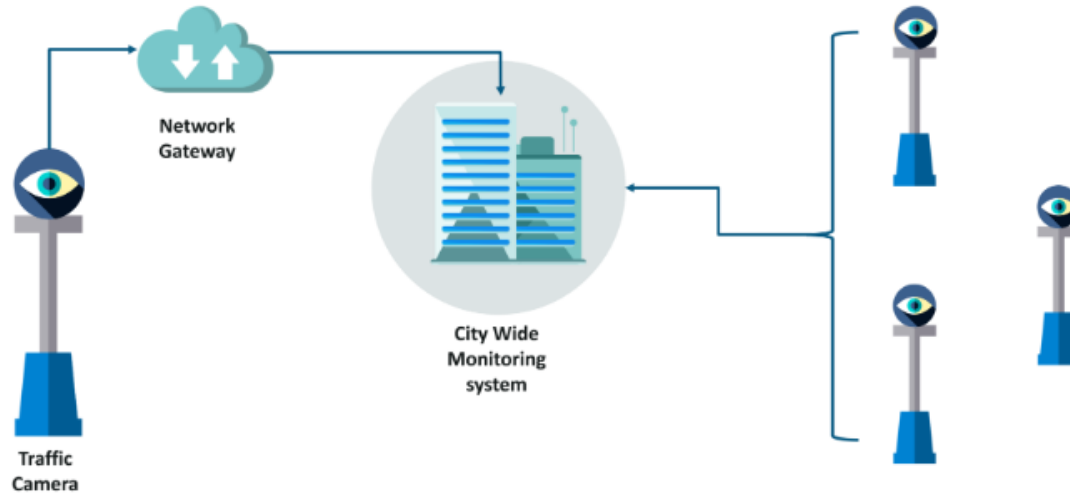 Network
Gateway
City Wide
Monitoring
system
Traffic
Camera